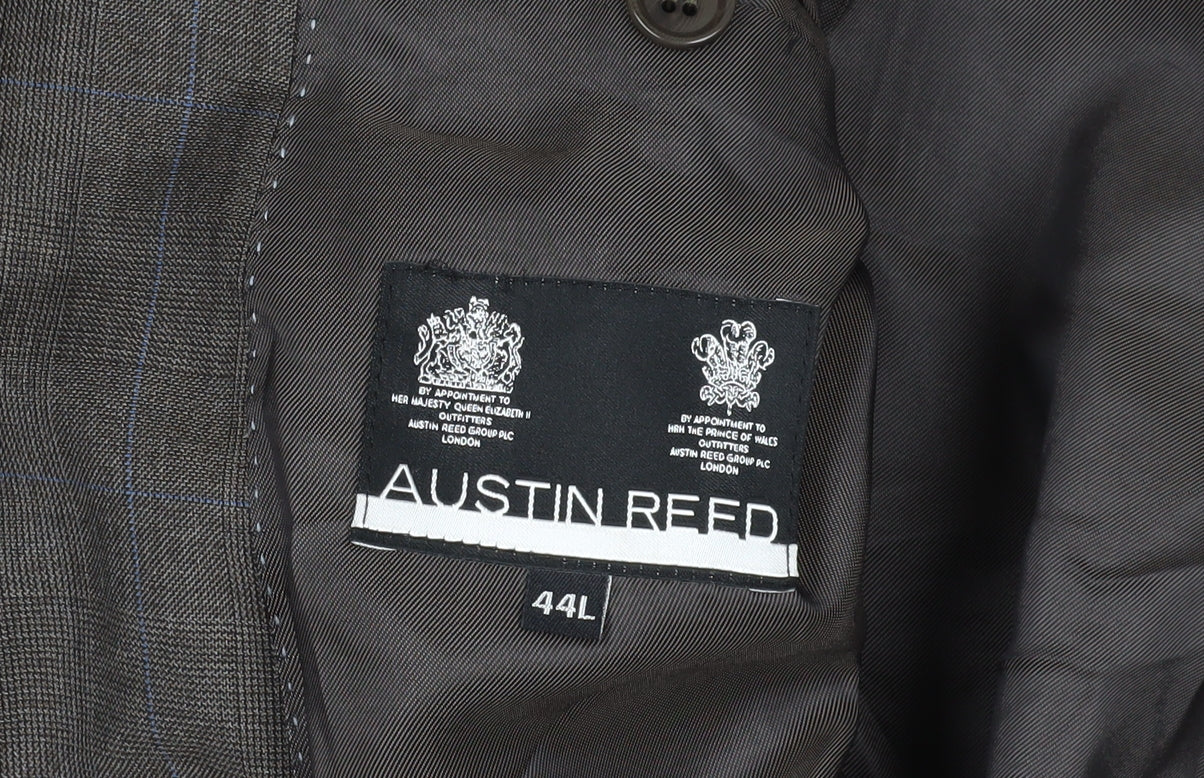 BY APPOINTMENT TO
HER MAJESTY QUEEN ELIZABETH II
OUTFITTERS
AUSTIN REED GROUP PLC
LONDON
BY APPOINTMENT TO
HRH THE PRINCE OF WALES
OUTFITTERS
AUSTIN REED GROUP PLC
LONDON
AUSTIN REED
44L